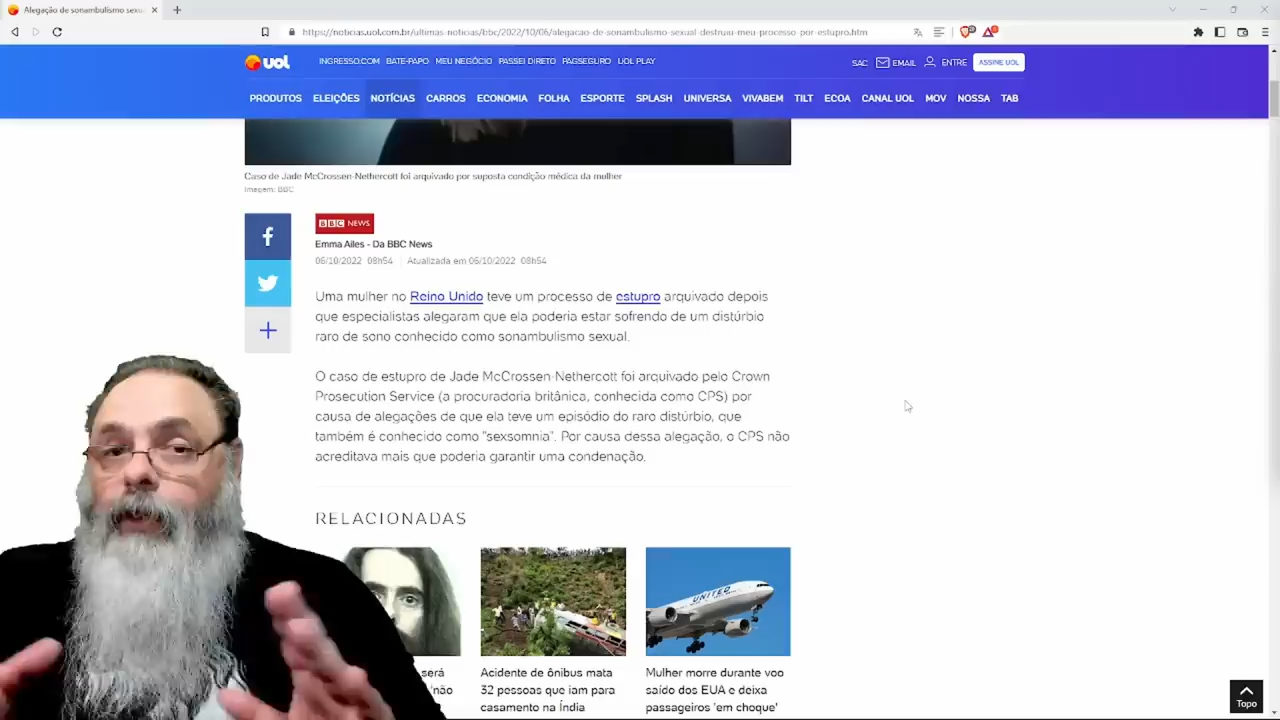 Alegação de sonambulismo sexu
https://noticias.uol.com.br/ultimas-noticias/bbc/2022/10/06/alegacao-de-sonambulismo-sexual-destruiu-meu-processo-por-estupro.htm
UOL
INGRESSO.COM BATE-PAPO MEU NEGÓCIO PASSEI DIRETO PAGSEGURO UOL PLAY
SAC EMAIL ENTRE ASSINE UOL
PRODUTOS ELEIÇÕES NOTÍCIAS CARROS ECONOMIA FOLHA ESPORTE SPLASH UNIVERSA VIVABEM TILT ECOA CANAL UOL MOV NOSSA TAB
Caso de Jade McCrossen-Nethercott foi arquivado por suposta condição médica da mulher
Imagem: BBC
BBC NEWS
Emma Ailes - Da BBC News
06/10/2022 08h54 Atualizada em 06/10/2022 08h54
Uma mulher no Reino Unido teve um processo de estupro arquivado depois
que especialistas alegaram que ela poderia estar sofrendo de um distúrbio
raro de sono conhecido como sonambulismo sexual.
O caso de estupro de Jade McCrossen-Nethercott foi arquivado pelo Crown
Prosecution Service (a procuradoria britânica, conhecida como CPS) por
causa de alegações de que ela teve um episódio do raro distúrbio, que
também é conhecido como "sexsomnia". Por causa dessa alegação, o CPS não
acreditava mais que poderia garantir uma condenação.
RELACIONADAS
UNITED
será
'não
Acidente de ônibus mata
32 pessoas que iam para
casamento na Índia
Mulher morre durante voo
saído dos EUA e deixa
passageiros 'em choque'
Topo